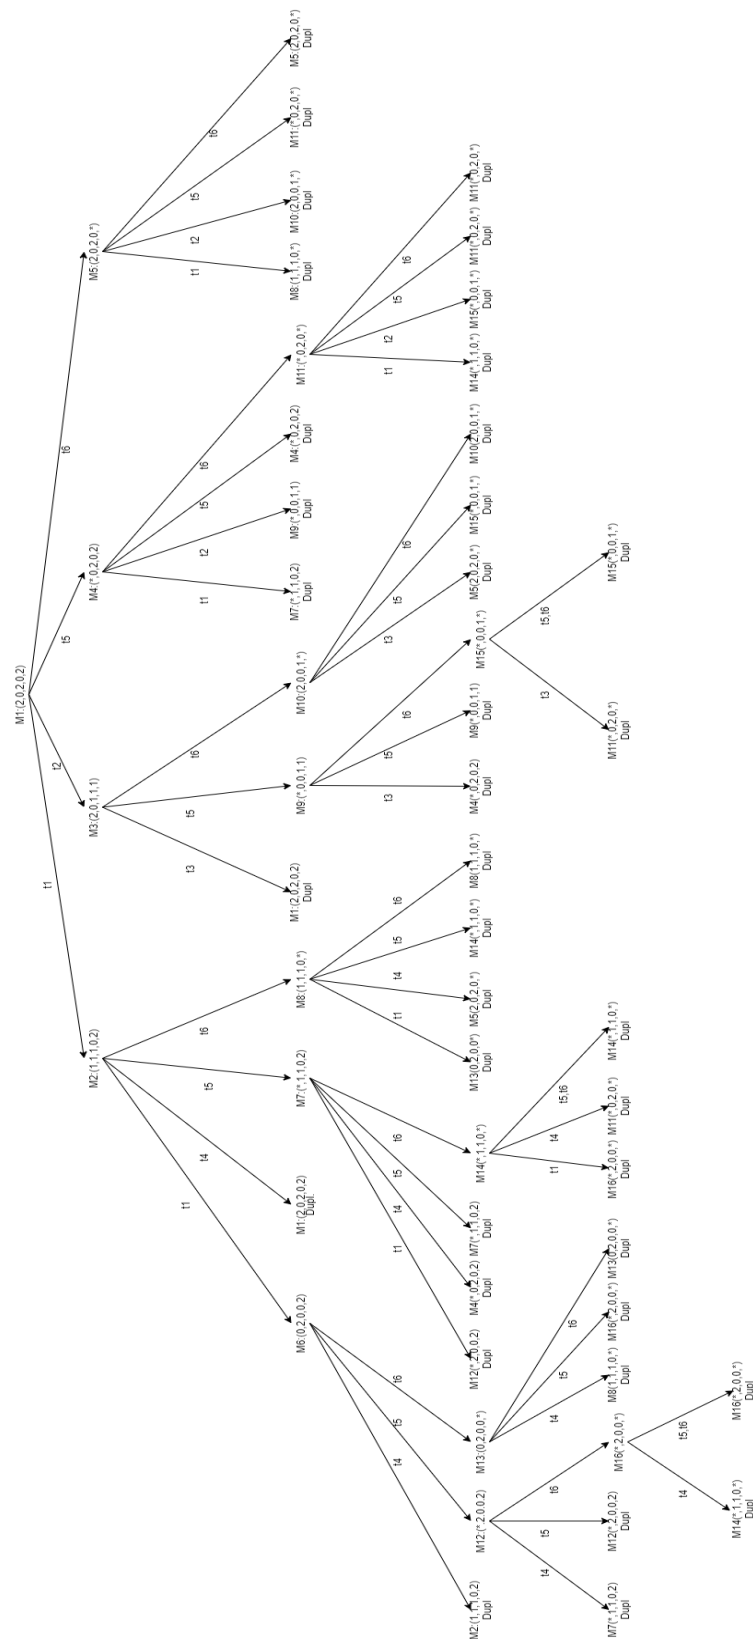 M1:(2,0,2,0,2)
t1
t2
t5
t6
M2:(1,1,1,0,2)
M3:(2,0,1,1,1)
M4:(*,0,2,0,2)
M5:(2,0,2,0,*)
t1
t4
t5
t6
t3
t5
t6
t1
t2
t5
t6
t1
t2
t5
t6
M6:(0,2,0,0,2)
M1:(2,0,2,0,2)
Dupl.
M7:(*,1,1,0,2)
M8:(1,1,1,0,*)
M1:(2,0,2,0,2)
Dupl
M9:(*,0,0,1,1)
M10:(2,0,0,1,*)
M7:(*,1,1,0,2)
Dupl
M9:(*,0,0,1,1)
Dupl
M4:(*,0,2,0,2)
Dupl
M11:(*,0,2,0,*)
M8:(1,1,1,0,*)
Dupl
M10:(2,0,0,1,*)
Dupl
M11:(*,0,2,0,*)
Dupl
M5:(2,0,2,0,*)
Dupl
t4
t5
t6
t1
t4
t5
t6
t1
t4
t5
t6
t3
t5
t6
t3
t5
t6
t1
t2
t5
t6
M2:(1,1,1,0,2)
Dupl
M12:(*,2,0,0,2)
M13:(0,2,0,0,*)
M12(*,2,0,0,2)
Dupl
M4(*,0,2,0,2)
Dupl
M7(*,1,1,0,2)
Dupl
M14(*,1,1,0,*)
M13(0,2,0,0*)
Dupl
M5(2,0,2,0,*)
Dupl
M14(*,1,1,0,*)
Dupl
M8(1,1,1,0,*)
Dupl
M4(*,0,2,0,2)
Dupl
M9(*,0,0,1,1)
Dupl
M15(*,0,0,1,*)
M5(2,0,2,0,*)
Dupl
M15(*,0,0,1,*)
Dupl
M10(2,0,0,1,*)
Dupl
M14(*,1,1,0,*)
Dupl
M15(*,0,0,1,*)
Dupl
M11(*,0,2,0,*)
Dupl
M11(*,0,2,0,*)
Dupl
t4
t5
t6
t4
t5
t6
t1
t4
t5,t6
t3
t5,t6
M7(*,1,1,0,2)
Dupl
M12(*,2,0,0,2)
Dupl
M16(*,2,0,0,*)
M8(1,1,1,0,*)
Dupl
M16(*,2,0,0,*)
Dupl
M13(0,2,0,0,*)
Dupl
M16(*,2,0,0,*)
Dupl
M11(*,0,2,0,*)
Dupl
M14(*,1,1,0,*)
Dupl
M11(*,0,2,0,*)
Dupl
M15(*,0,0,1,*)
Dupl
t4
t5,t6
M14(*,1,1,0,*)
Dupl
M16(*,2,0,0,*)
Dupl